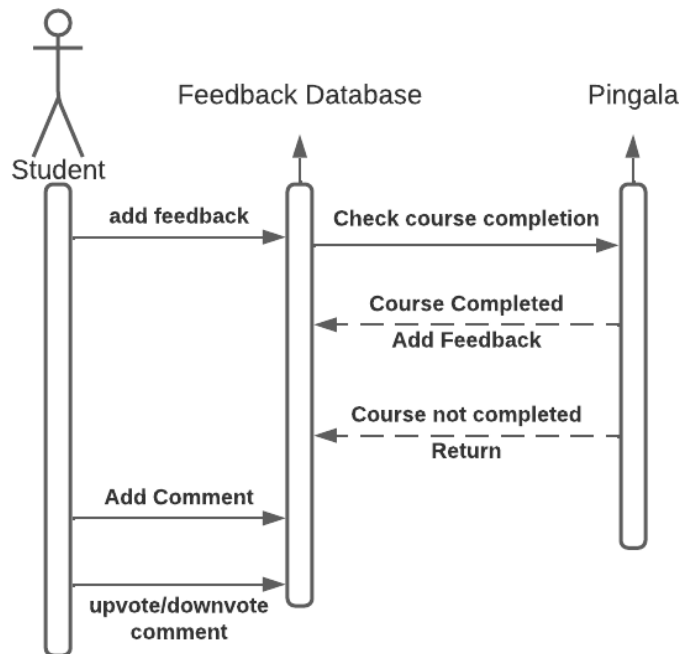 Feedback Database
Pingala
Student
add feedback
Check course completion
Course Completed
Add Feedback
Course not completed
Return
Add Comment
upvote/downvote
comment